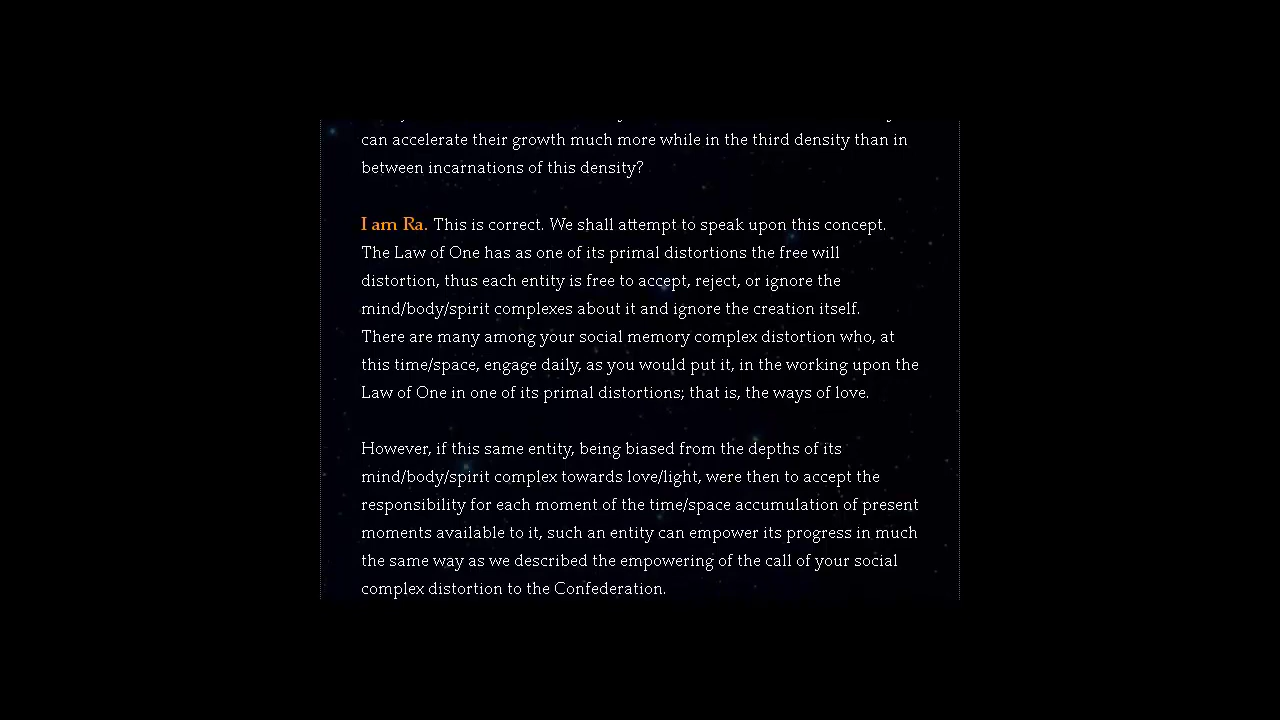 can accelerate their growth much more while in the third density than in
between incarnations of this density?
I am Ra. This is correct. We shall attempt to speak upon this concept.
The Law of One has as one of its primal distortions the free will
distortion, thus each entity is free to accept, reject, or ignore the
mind/body/spirit complexes about it and ignore the creation itself.
There are many among your social memory complex distortion who, at
this time/space, engage daily, as you would put it, in the working upon the
Law of One in one of its primal distortions; that is, the ways of love.
However, if this same entity, being biased from the depths of its
mind/body/spirit complex towards love/light, were then to accept the
responsibility for each moment of the time/space accumulation of present
moments available to it, such an entity can empower its progress in much
the same way as we described the empowering of the call of your social
complex distortion to the Confederation.